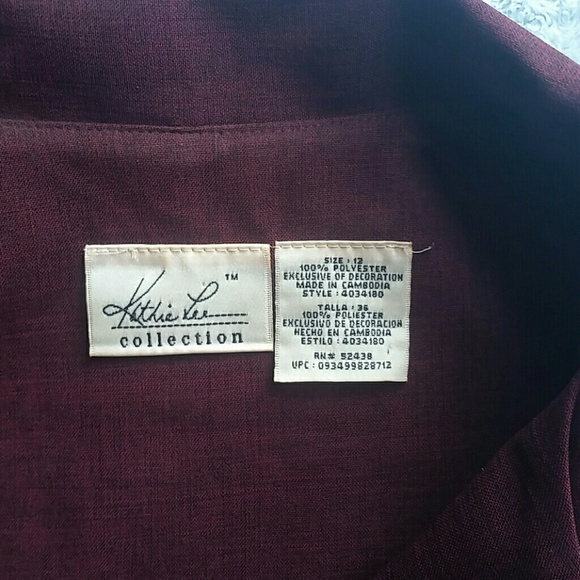 Kathie Lee ™
collection
SIZE : 12
100% POLYESTER
EXCLUSIVE OF DECORATION
MADE IN CAMBODIA
STYLE : 4034180
TALLA : 36
100% POLIESTER
EXCLUSIVO DE DECORACION
HECHO EN CAMBODIA
ESTILO : 4034180
RN# 52438
UPC : 093499828712